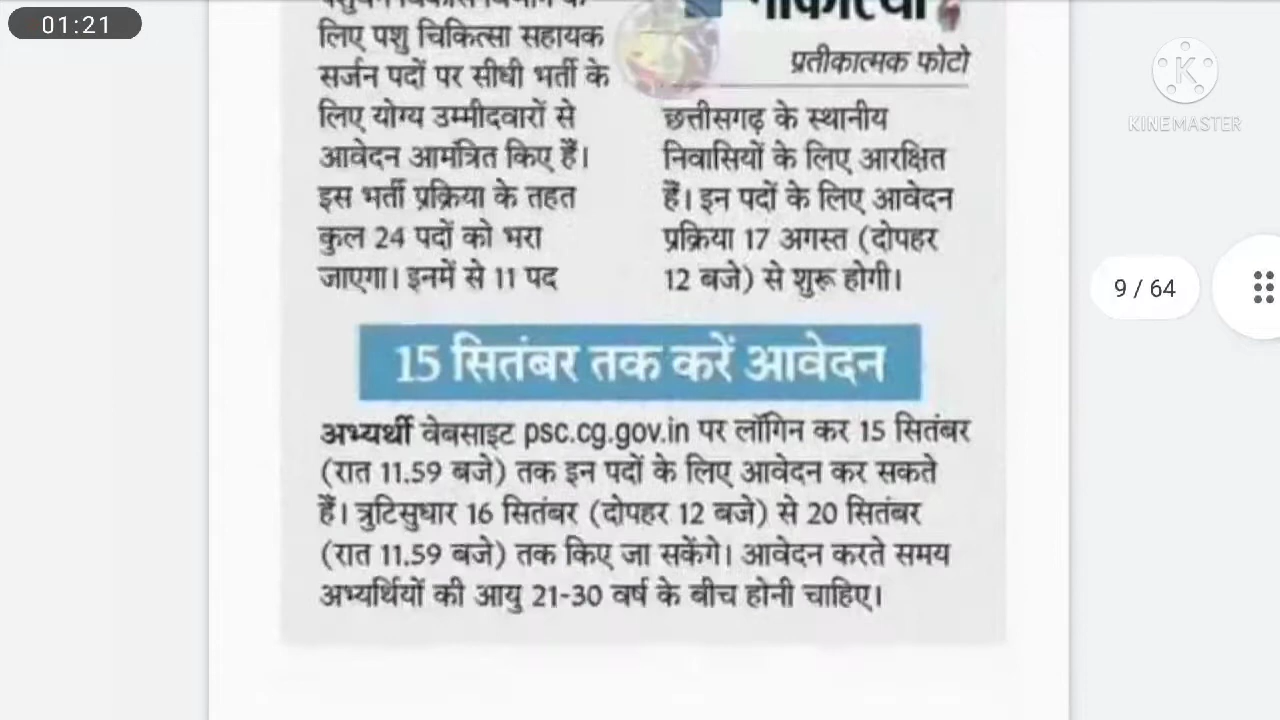 01:21
लिए पशु चिकित्सा सहायक
सर्जन पदों पर सीधी भर्ती के
लिए योग्य उम्मीदवारों से
आवेदन आमंत्रित किए हैं।
इस भर्ती प्रक्रिया के तहत
कुल 24 पदों को भरा
जाएगा। इनमें से 11 पद
प्रतीकात्मक फोटो
छत्तीसगढ़ के स्थानीय
निवासियों के लिए आरक्षित
हैं। इन पदों के लिए आवेदन
प्रक्रिया 17 अगस्त (दोपहर
12 बजे) से शुरू होगी।
15 सितंबर तक करें आवेदन
अभ्यर्थी वेबसाइट psc.cg.gov.in पर लॉगिन कर 15 सितंबर
(रात 11.59 बजे) तक इन पदों के लिए आवेदन कर सकते
हैं। त्रुटिसुधार 16 सितंबर (दोपहर 12 बजे) से 20 सितंबर
(रात 11.59 बजे) तक किए जा सकेंगे। आवेदन करते समय
अभ्यर्थियों की आयु 21-30 वर्ष के बीच होनी चाहिए।
K
KINEMASTER
9 / 64